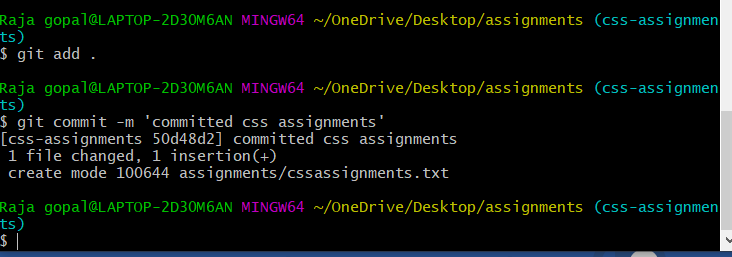 Raja gopal@LAPTOP-2D30M6AN MINGW64 ~/OneDrive/Desktop/assignments (css-assignmen
ts)
$ git add .
Raja gopal@LAPTOP-2D30M6AN MINGW64 ~/OneDrive/Desktop/assignments (css-assignmen
ts)
$ git commit -m 'committed css assignments'
[css-assignments 50d48d2] committed css assignments
 1 file changed, 1 insertion(+)
 create mode 100644 assignments/cssassignments.txt
Raja gopal@LAPTOP-2D30M6AN MINGW64 ~/OneDrive/Desktop/assignments (css-assignmen
ts)
$